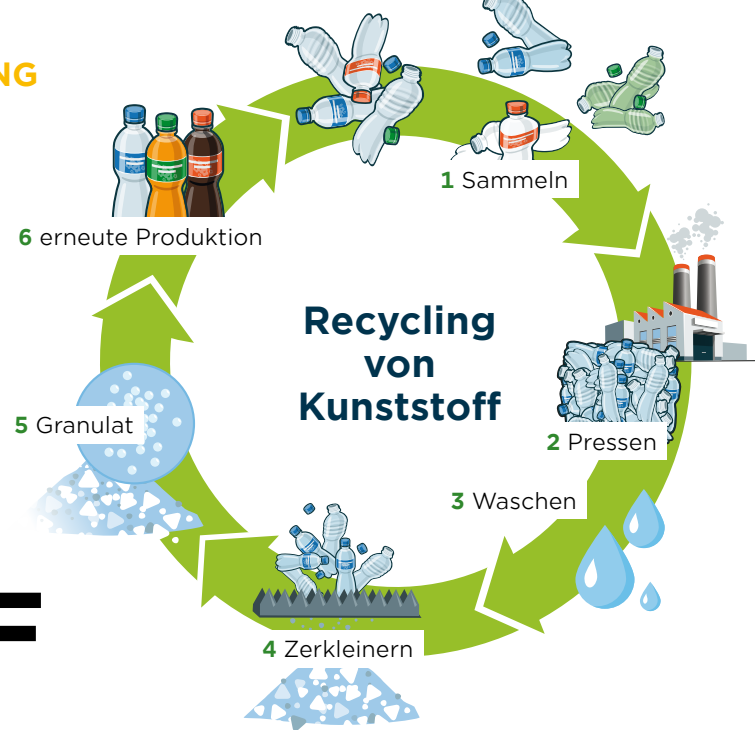 NG
1 Sammeln
6 erneute Produktion
Recycling
von
Kunststoff
5 Granulat
2 Pressen
3 Waschen
4 Zerkleinern